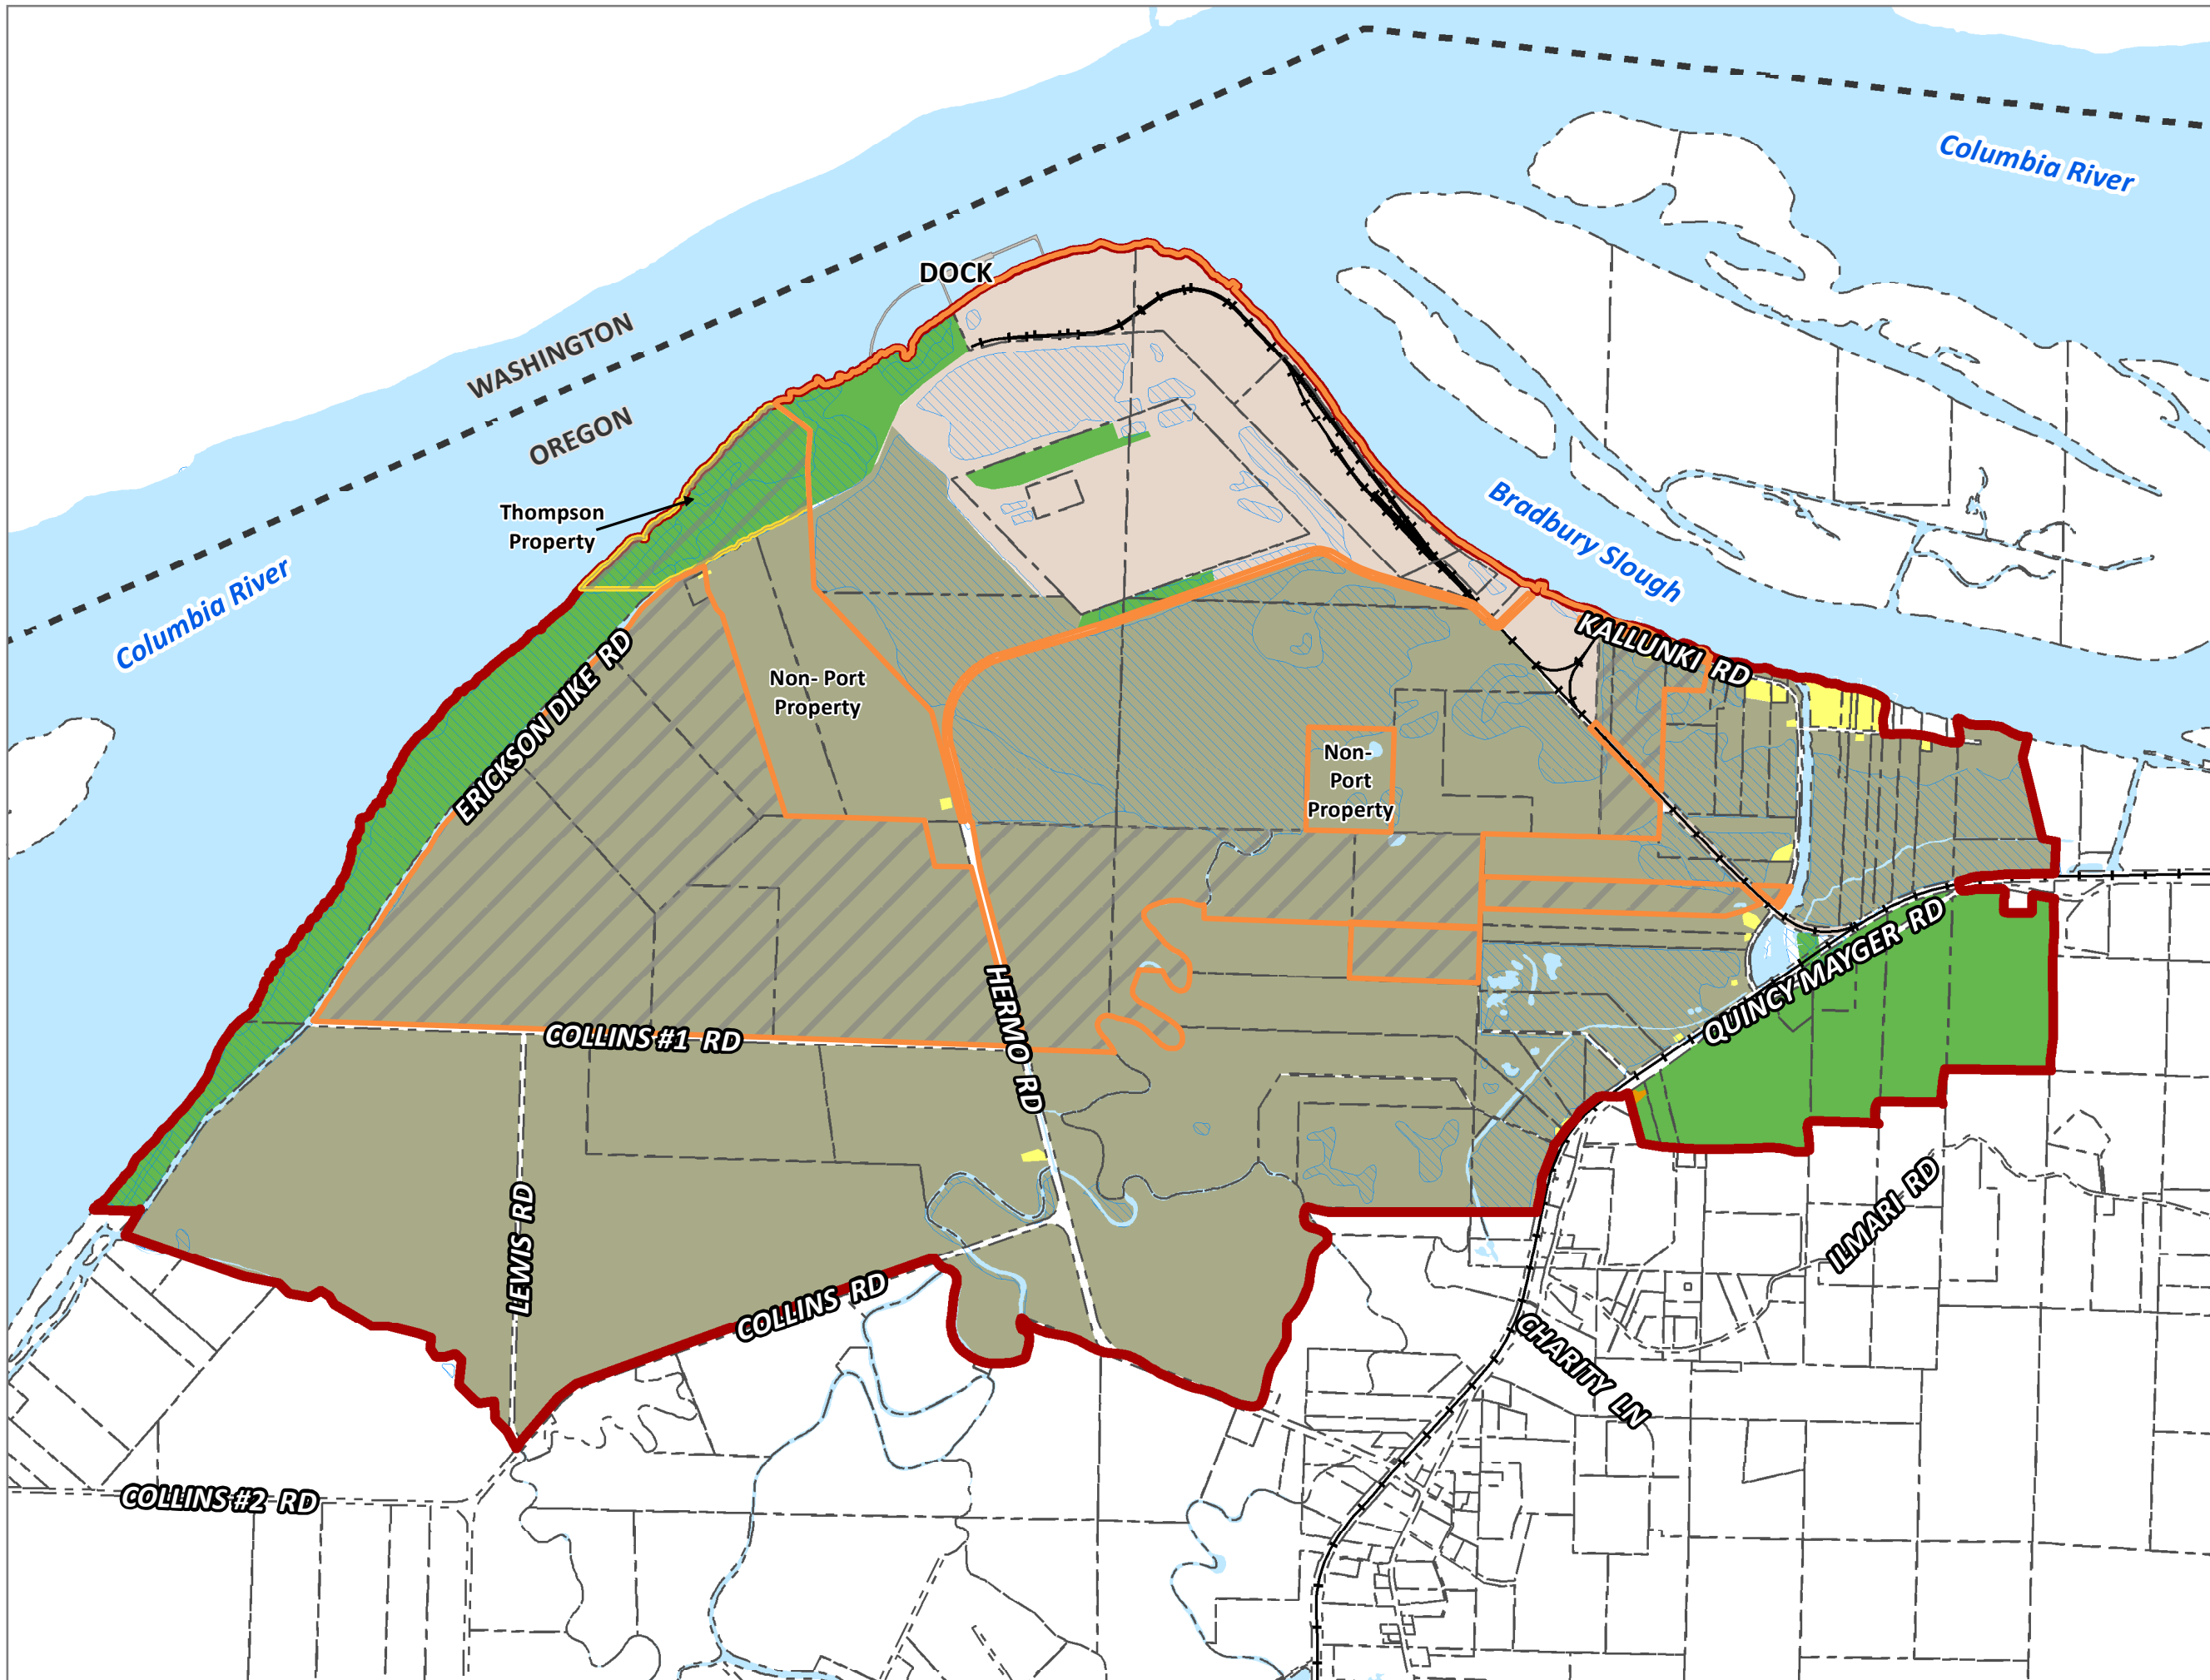 Columbia River
DOCK
WASHINGTON
OREGON
Thompson
Property
Bradbury Slough
Columbia River
KALLUNKI RD
ERICKSON DIKE RD
Non- Port
Property
Non-
Port
Property
QUINCY MAYGER RD
HERMO RD
COLLINS #1 RD
LEWIS RD
ILMARI RD
COLLINS RD
CHARITY LN
COLLINS #2 RD